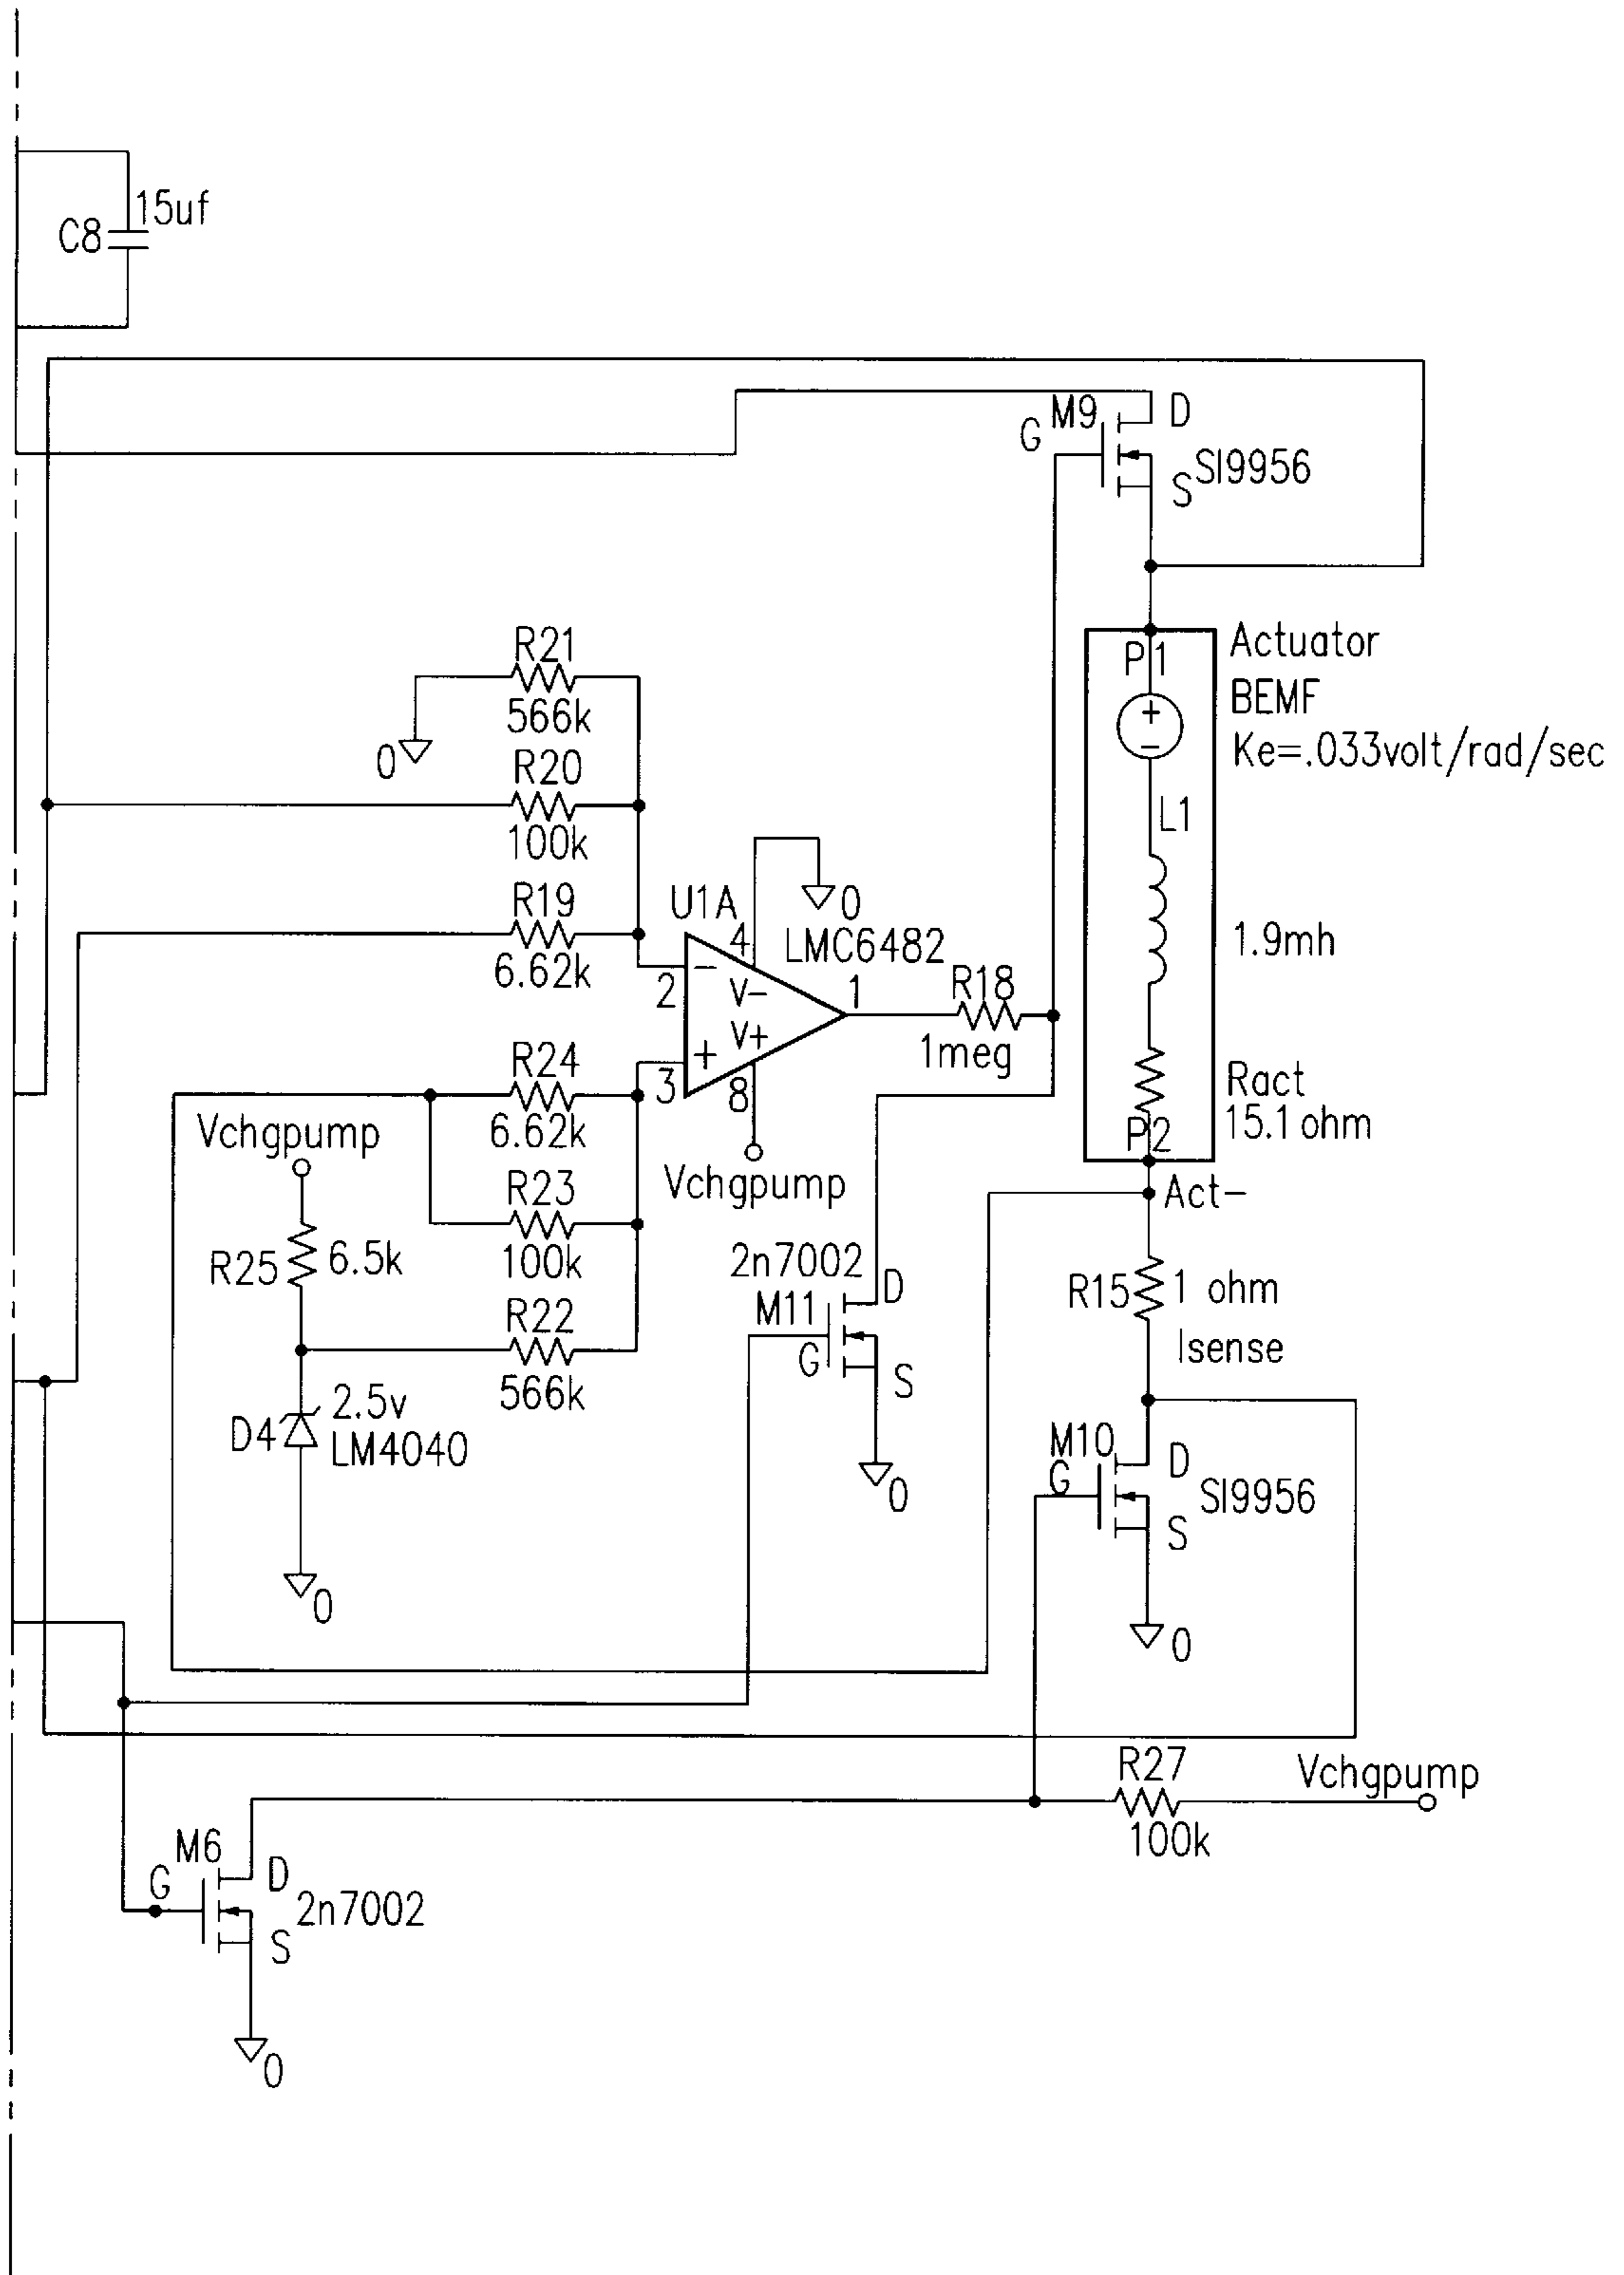 15uf
C8
M9
D
G
SI9956
S
R21
566k
0
Actuator
P1
BEMF
+
-
Ke=.033volt/rad/sec
R20
100k
L1
R19
6.62k
U1A
4
0
LMC6482
2
-
V-
1
R18
1meg
1.9mh
V+
+
3
8
R24
6.62k
Vchgpump
Vchgpump
Ract
15.1 ohm
P2
Act-
R23
100k
R25
6.5k
2n7002
D
M11
G
S
R15
1 ohm
Isense
R22
566k
2.5v
D4
LM4040
0
0
M10
D
G
SI9956
S
0
R27
100k
Vchgpump
M6
G
D
2n7002
S
0